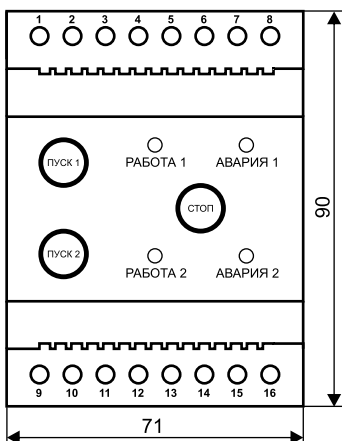 1 2 3 4 5 6 7 8
ПУСК 1
РАБОТА 1 АВАРИЯ 1
СТОП
ПУСК 2
РАБОТА 2 АВАРИЯ 2
90
9 10 11 12 13 14 15 16
71